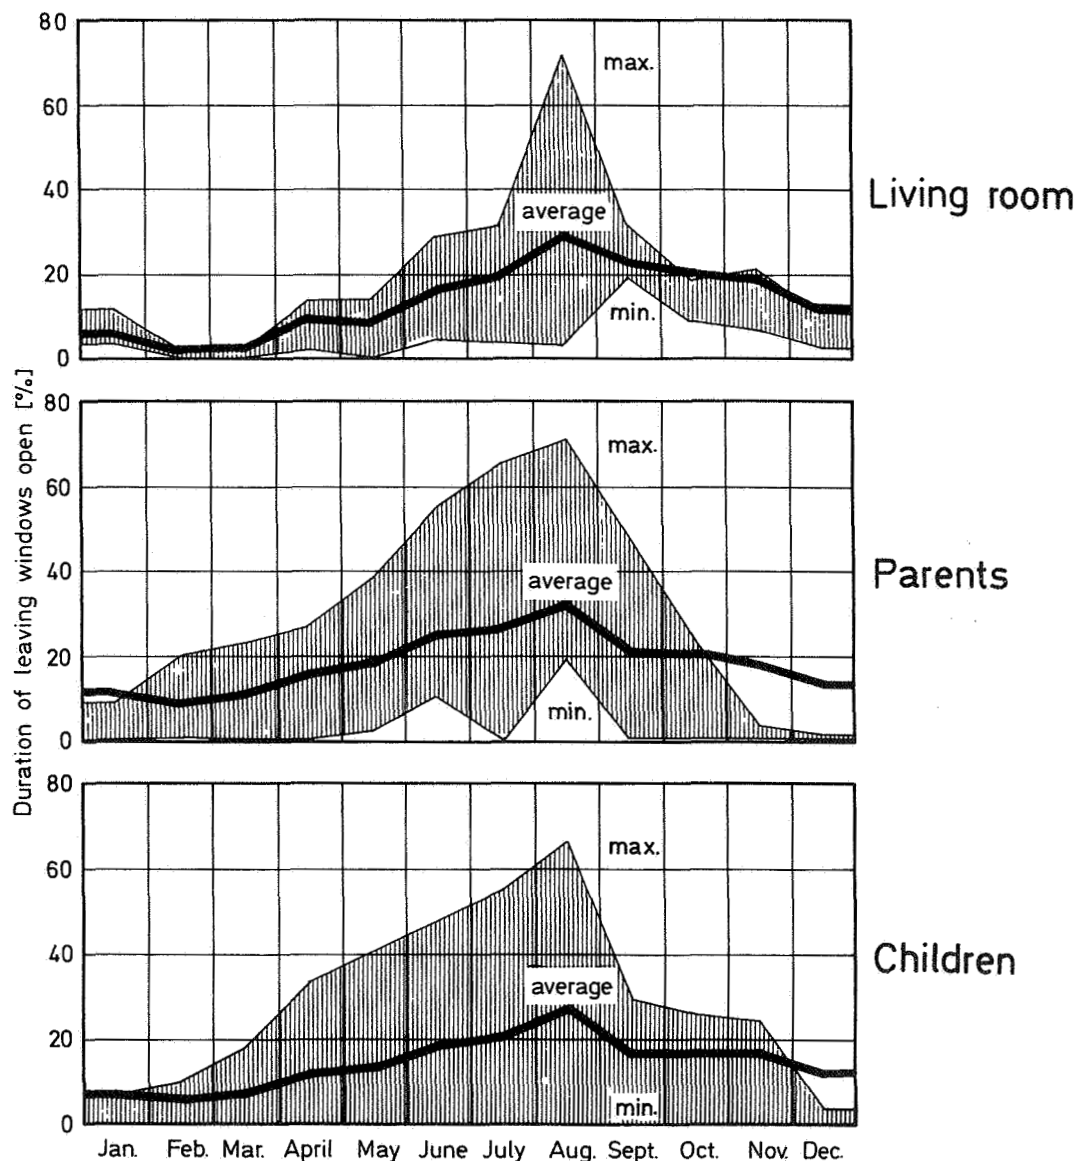 80
max.
60
40
Living room
average
20
min.
0
Duration of leaving windows open [%]
80
max.
60
40
Parents
average
20
min.
0
80
max.
60
40
Children
average
20
min.
0
Jan. Feb. Mar. April May June July Aug. Sept. Oct. Nov. Dec.